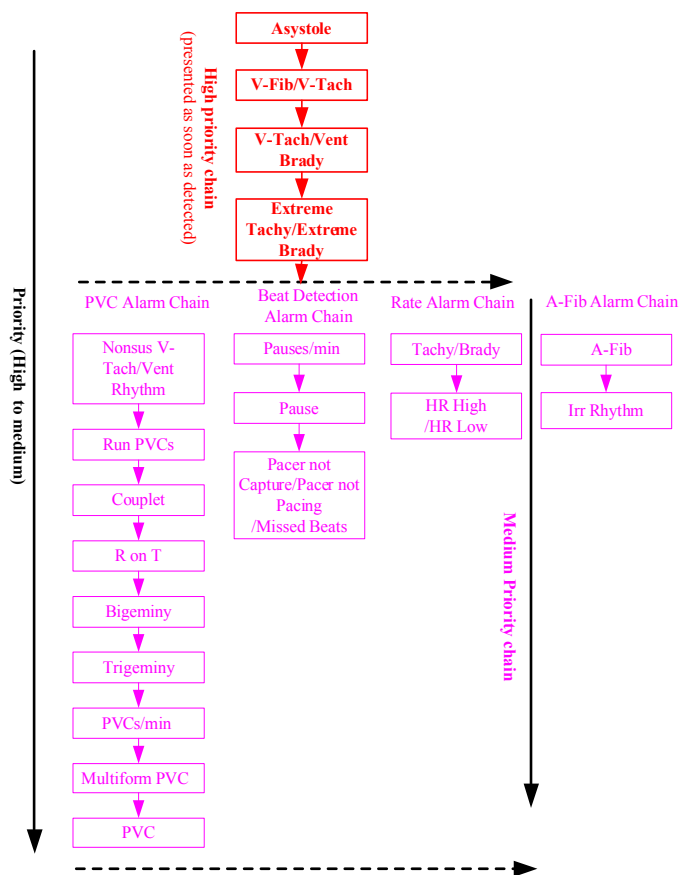 Asystole
V-Fib/V-Tach
V-Tach/Vent
Brady
Extreme
Tachy/Extreme
Brady
High priority chain
(presented as soon as detected)
Priority (High to medium)
PVC Alarm Chain
Nonsus V-
Tach/Vent
Rhythm
Run PVCs
Couplet
R on T
Bigeminy
Trigeminy
PVCs/min
Multiform PVC
PVC
Beat Detection
Alarm Chain
Pauses/min
Pause
Pacer not
Capture/Pacer not
Pacing
/Missed Beats
Rate Alarm Chain
Tachy/Brady
HR High
/HR Low
Medium Priority chain
A-Fib Alarm Chain
A-Fib
Irr Rhythm